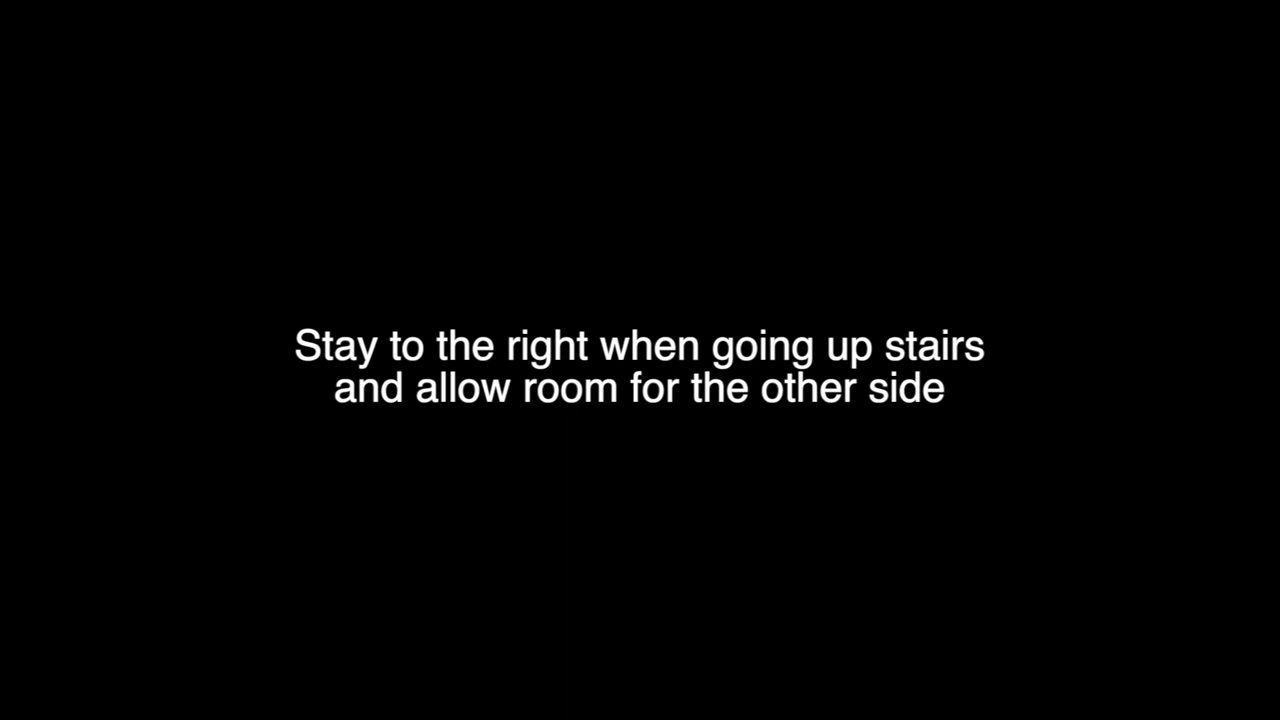 Stay to the right when going up stairs
and allow room for the other side